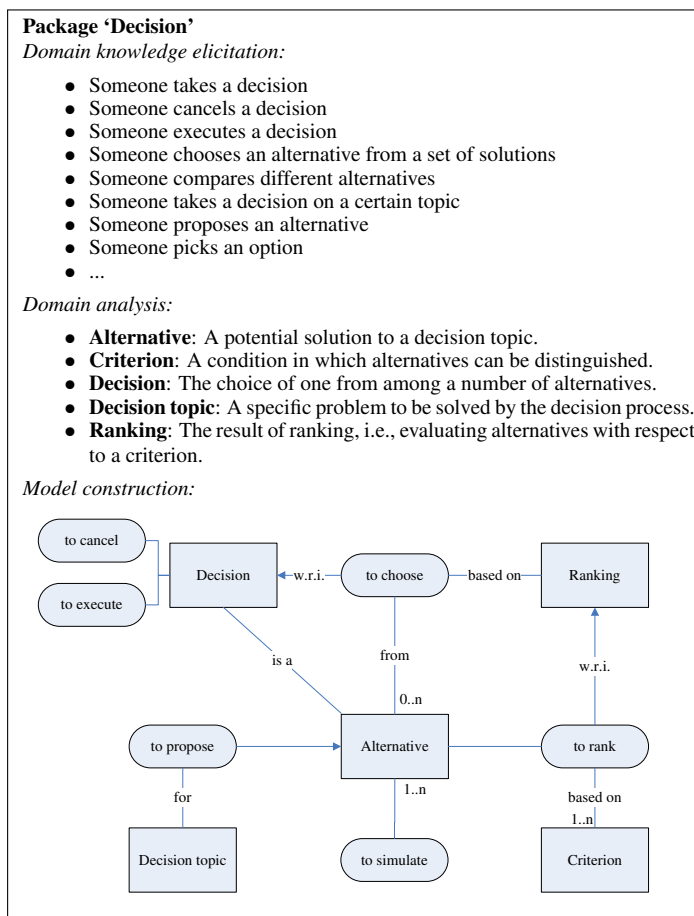 Package ‘Decision’
Domain knowledge elicitation:
● Someone takes a decision
● Someone cancels a decision
● Someone executes a decision
● Someone chooses an alternative from a set of solutions
● Someone compares different alternatives
● Someone takes a decision on a certain topic
● Someone proposes an alternative
● Someone picks an option
● ...
Domain analysis:
● Alternative: A potential solution to a decision topic.
● Criterion: A condition in which alternatives can be distinguished.
● Decision: The choice of one from among a number of alternatives.
● Decision topic: A specific problem to be solved by the decision process.
● Ranking: The result of ranking, i.e., evaluating alternatives with respect
to a criterion.
Model construction:
to cancel
Decision
w.r.i.
to choose
based on
Ranking
to execute
is a
from
w.r.i.
0..n
to propose
Alternative
to rank
for
1..n
based on
1..n
Decision topic
to simulate
Criterion